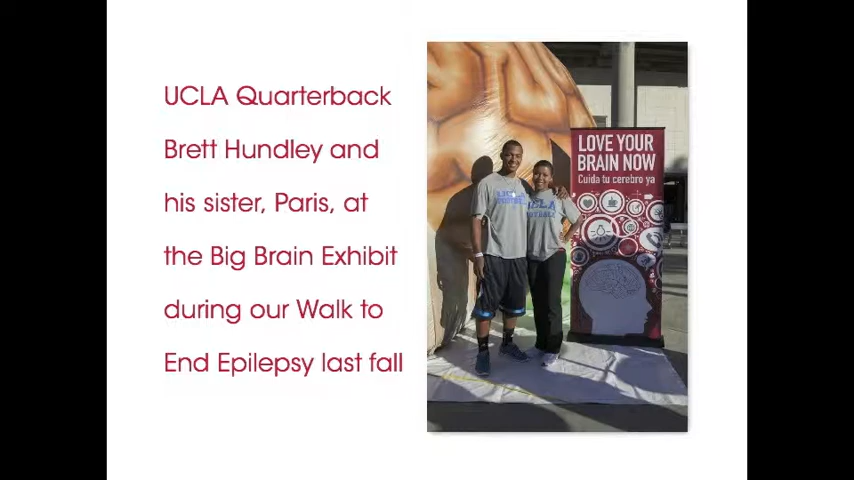 UCLA Quarterback
Brett Hundley and
his sister, Paris, at
the Big Brain Exhibit
during our Walk to
End Epilepsy last fall
LOVE YOUR
BRAIN NOW
Cuida tu cerebro ya
UCLA